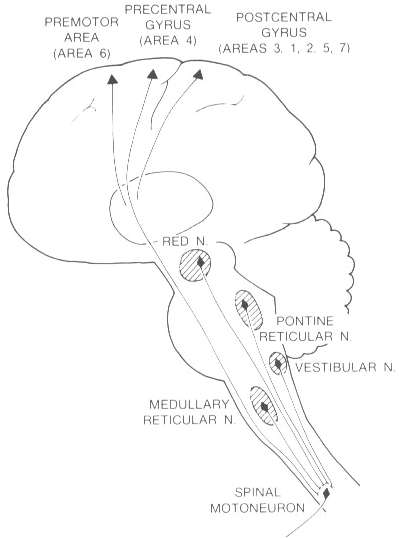 PREMOTOR
AREA
(AREA 6)
PRECENTRAL
GYRUS
(AREA 4)
POSTCENTRAL
GYRUS
(AREAS 3. 1, 2. 5, 7)
RED N.
PONTINE
RETICULAR N.
VESTIBULAR N.
MEDULLARY
RETICULAR N.
SPINAL
MOTONEURON